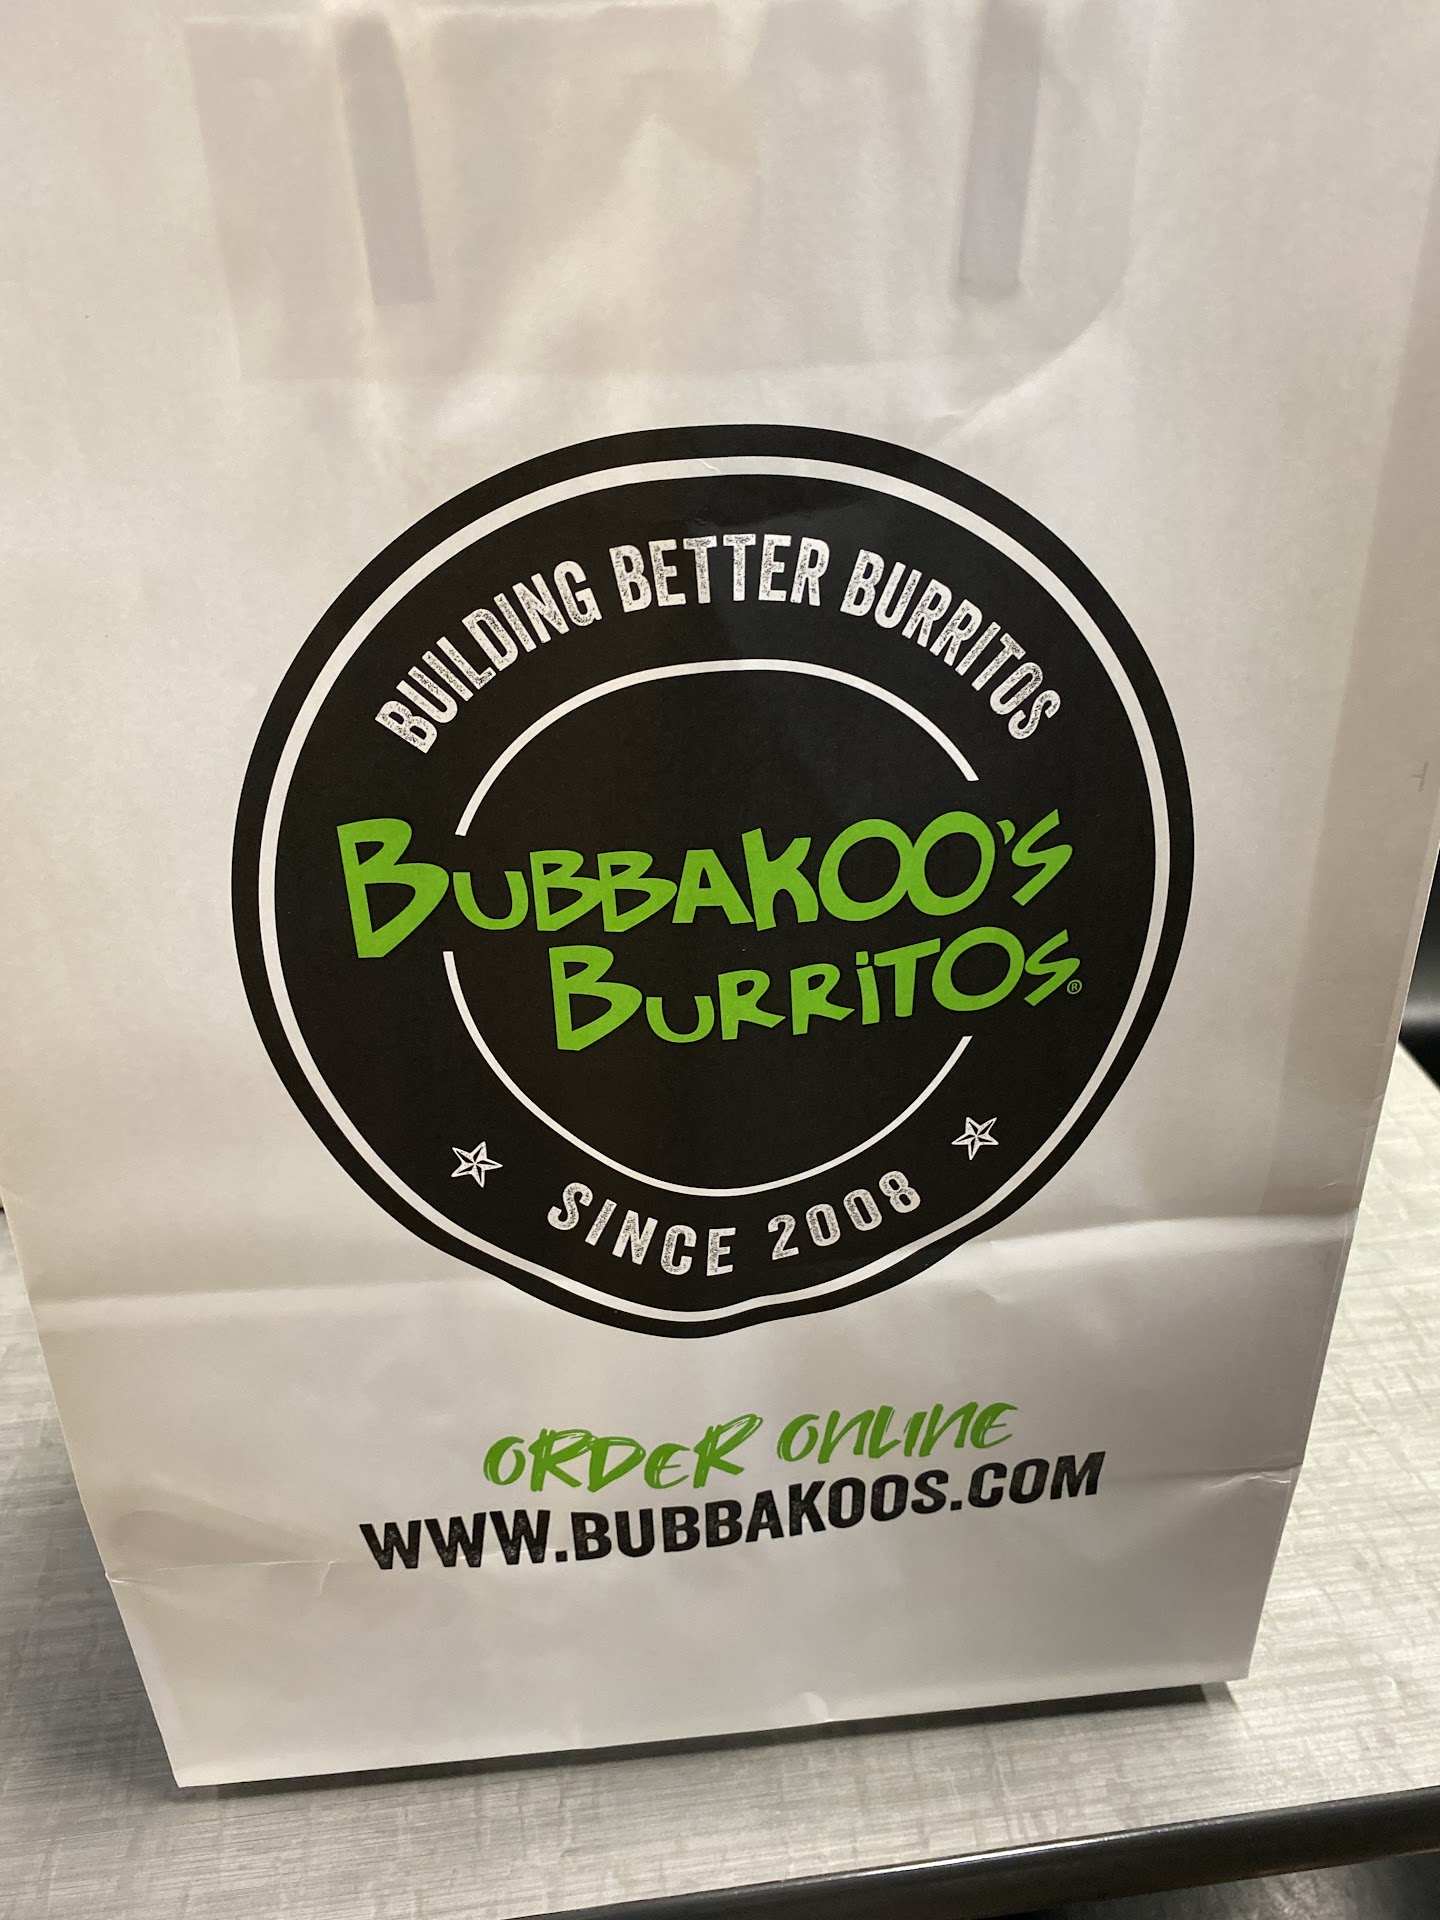 BUILDING BETTER BURRITOS
BUBBAKOO'S
BURRiTOS®
SINCE 2008
ORDER ONLINE
WWW.BUBBAKOOS.COM